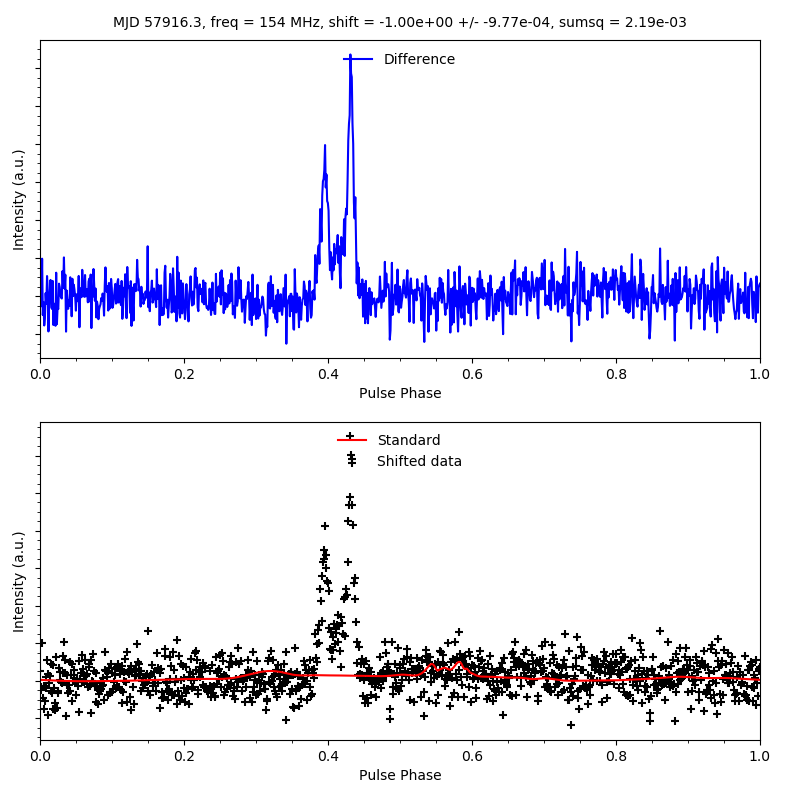 MJD 57916.3, freq = 154 MHz, shift = -1.00e+00 +/- -9.77e-04, sumsq = 2.19e-03
Difference
Intensity (a.u.)
0.0 0.2 0.4 0.6 0.8 1.0
Pulse Phase
Standard
Shifted data
Intensity (a.u.)
0.0 0.2 0.4 0.6 0.8 1.0
Pulse Phase